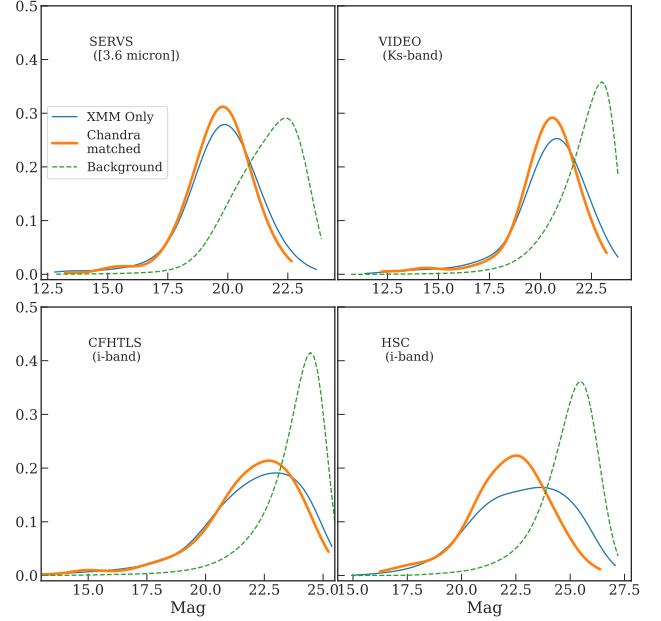 0.5
0.4
0.3
0.2
0.1
0.0
SERVS
([3.6 micron])
XMM Only
Chandra
matched
Background
12.5
15.0
17.5
20.0
22.5
VIDEO
(Ks-band)
12.5
15.0
17.5
20.0
22.5
0.5
0.4
0.3
0.2
0.1
0.0
CFHTLS
(i-band)
15.0
17.5
20.0
22.5
25.0
Mag
HSC
(i-band)
15.0
17.5
20.0
22.5
25.0
27.5
Mag